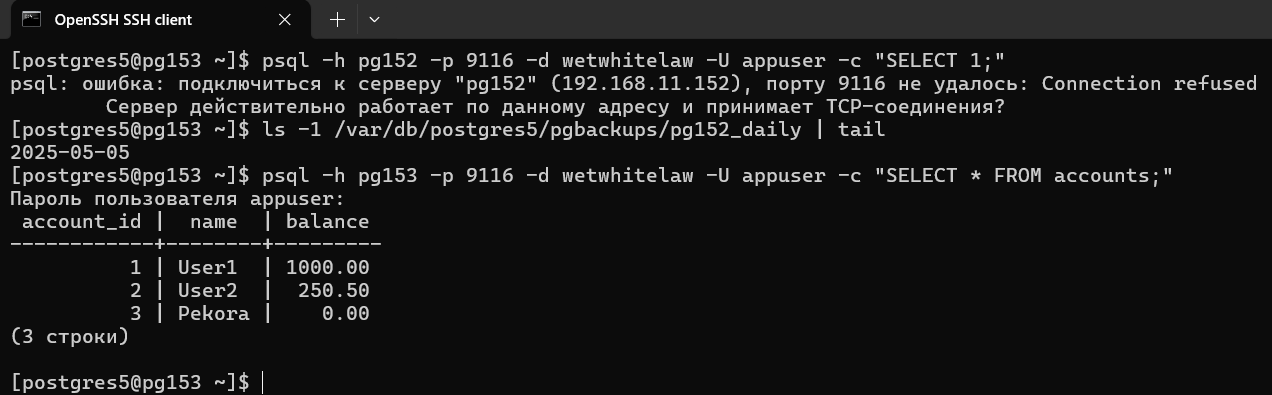 OpenSSH SSH client
[postgres5@pg153 ~]$ psql -h pg152 -p 9116 -d wetwhitelaw -U appuser -c "SELECT 1;"
psql: ошибка: подключиться к серверу "pg152" (192.168.11.152), порту 9116 не удалось: Connection refused
        Сервер действительно работает по данному адресу и принимает TCP-соединения?
[postgres5@pg153 ~]$ ls -1 /var/db/postgres5/pgbackups/pg152_daily | tail
2025-05-05
[postgres5@pg153 ~]$ psql -h pg153 -p 9116 -d wetwhitelaw -U appuser -c "SELECT * FROM accounts;"
Пароль пользователя appuser:
 account_id |  name  | balance
------------+--------+---------
          1 | User1  | 1000.00
          2 | User2  |  250.50
          3 | Pekora |    0.00
(3 строки)
[postgres5@pg153 ~]$